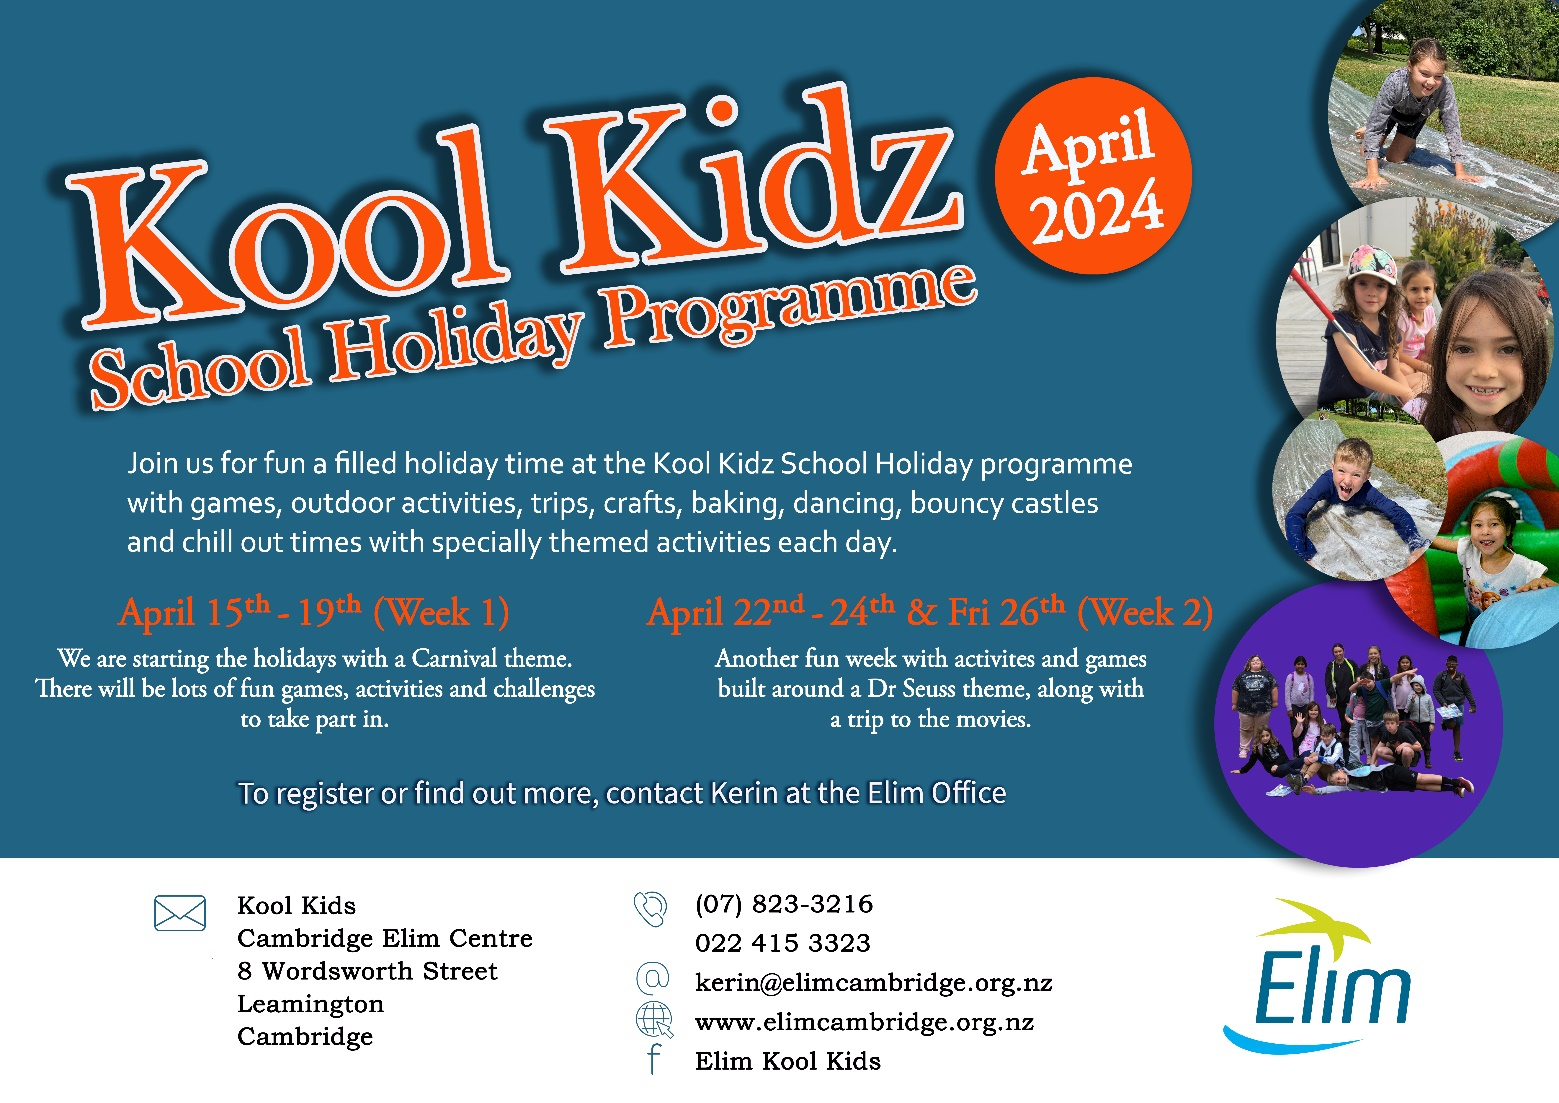 Kool Kidz
School Holiday Programme
April
2024
Join us for fun a filled holiday time at the Kool Kidz School Holiday programme
with games, outdoor activities, trips, crafts, baking, dancing, bouncy castles
and chill out times with specially themed activities each day.
April 15th - 19th (Week 1)
We are starting the holidays with a Carnival theme.
There will be lots of fun games, activities and challenges
to take part in.
April 22nd - 24th & Fri 26th (Week 2)
Another fun week with activites and games
built around a Dr Seuss theme, along with
a trip to the movies.
To register or find out more, contact Kerin at the Elim Office
Kool Kids
Cambridge Elim Centre
8 Wordsworth Street
Leamington
Cambridge
(07) 823-3216
022 415 3323
kerin@elimcambridge.org.nz
www.elimcambridge.org.nz
Elim Kool Kids
Elim